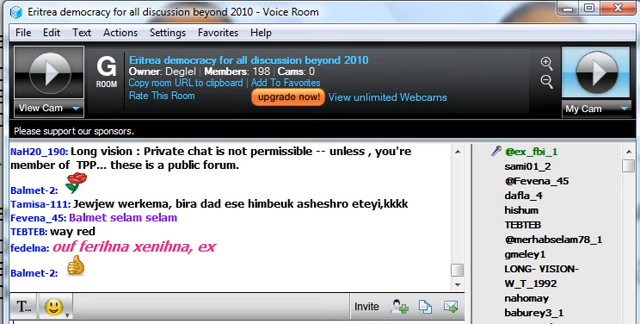 Eritrea democracy for all discussion beyond 2010 - Voice Room
File Edit Text Actions Settings Favorites Help
G
ROOM
Eritrea democracy for all discussion beyond 2010
Owner: Deglel | Members: 198 | Cams: 0
Copy room URL to clipboard | Add To Favorites
Rate This Room
upgrade now!
View unlimited Webcams
View Cam
My Cam
Please support our sponsors.
NaH20_190: Long vision : Private chat is not permissible -- unless , you're
member of TPP... these is a public forum.
Balmet-2:
Tamisa-111: Jewjew werkema, bira dad ese himbeuk asheshro eteyi,kkkk
Fevena_45: Balmet selam selam
TEBTEB: way red
fedelna: ouf ferihna xenihna, ex
Balmet-2:
T...
Invite
@ex_fbi_1
sami01_2
@Fevena_45
dafla_4
hishum
TEBTEB
@merhabselam78_1
gmeley1
LONG- VISION-
W_T_1992
nahomay
baburey3_1